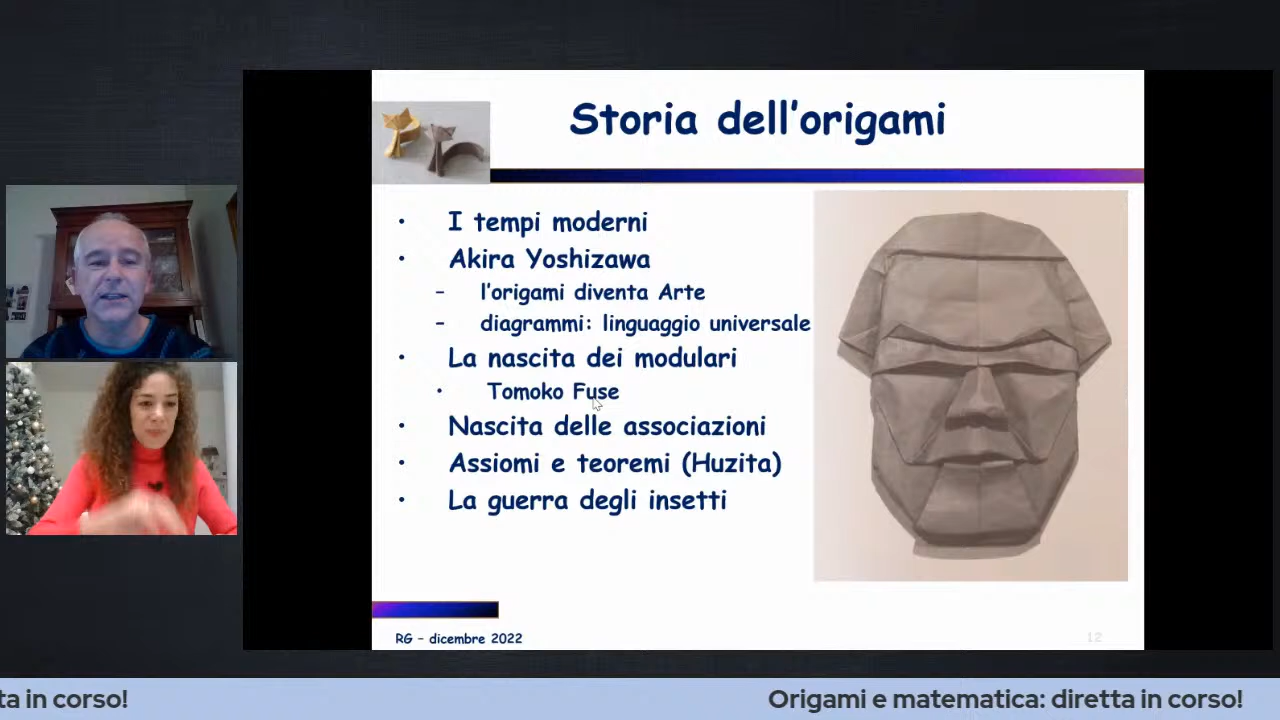 Storia dell'origami
• I tempi moderni
• Akira Yoshizawa
- l'origami diventa Arte
- diagrammi: linguaggio universale
• La nascita dei modulari
• Tomoko Fuse
• Nascita delle associazioni
• Assiomi e teoremi (Huzita)
• La guerra degli insetti
RG - dicembre 2022
12
ta in corso!
Origami e matematica: diretta in corso!